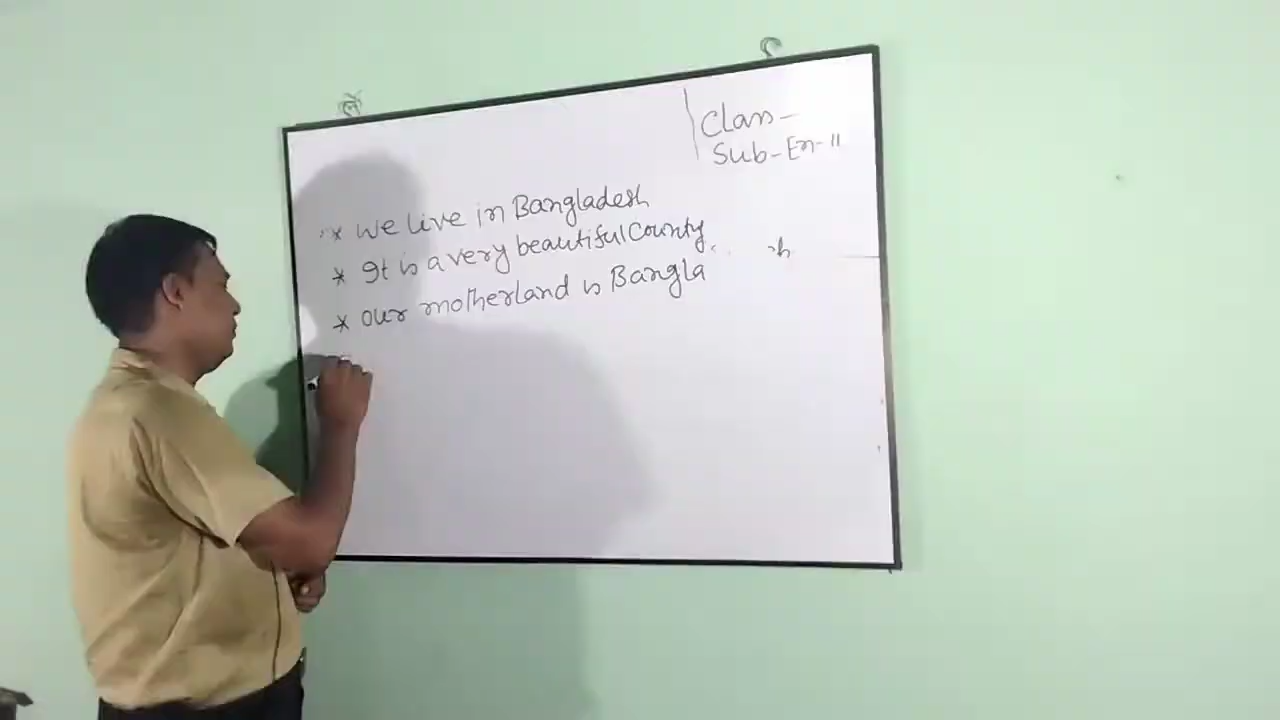 Class-
Sub-En-II
* We live in Bangladesh
* It is a very beautiful County
* our motherland is Bangla